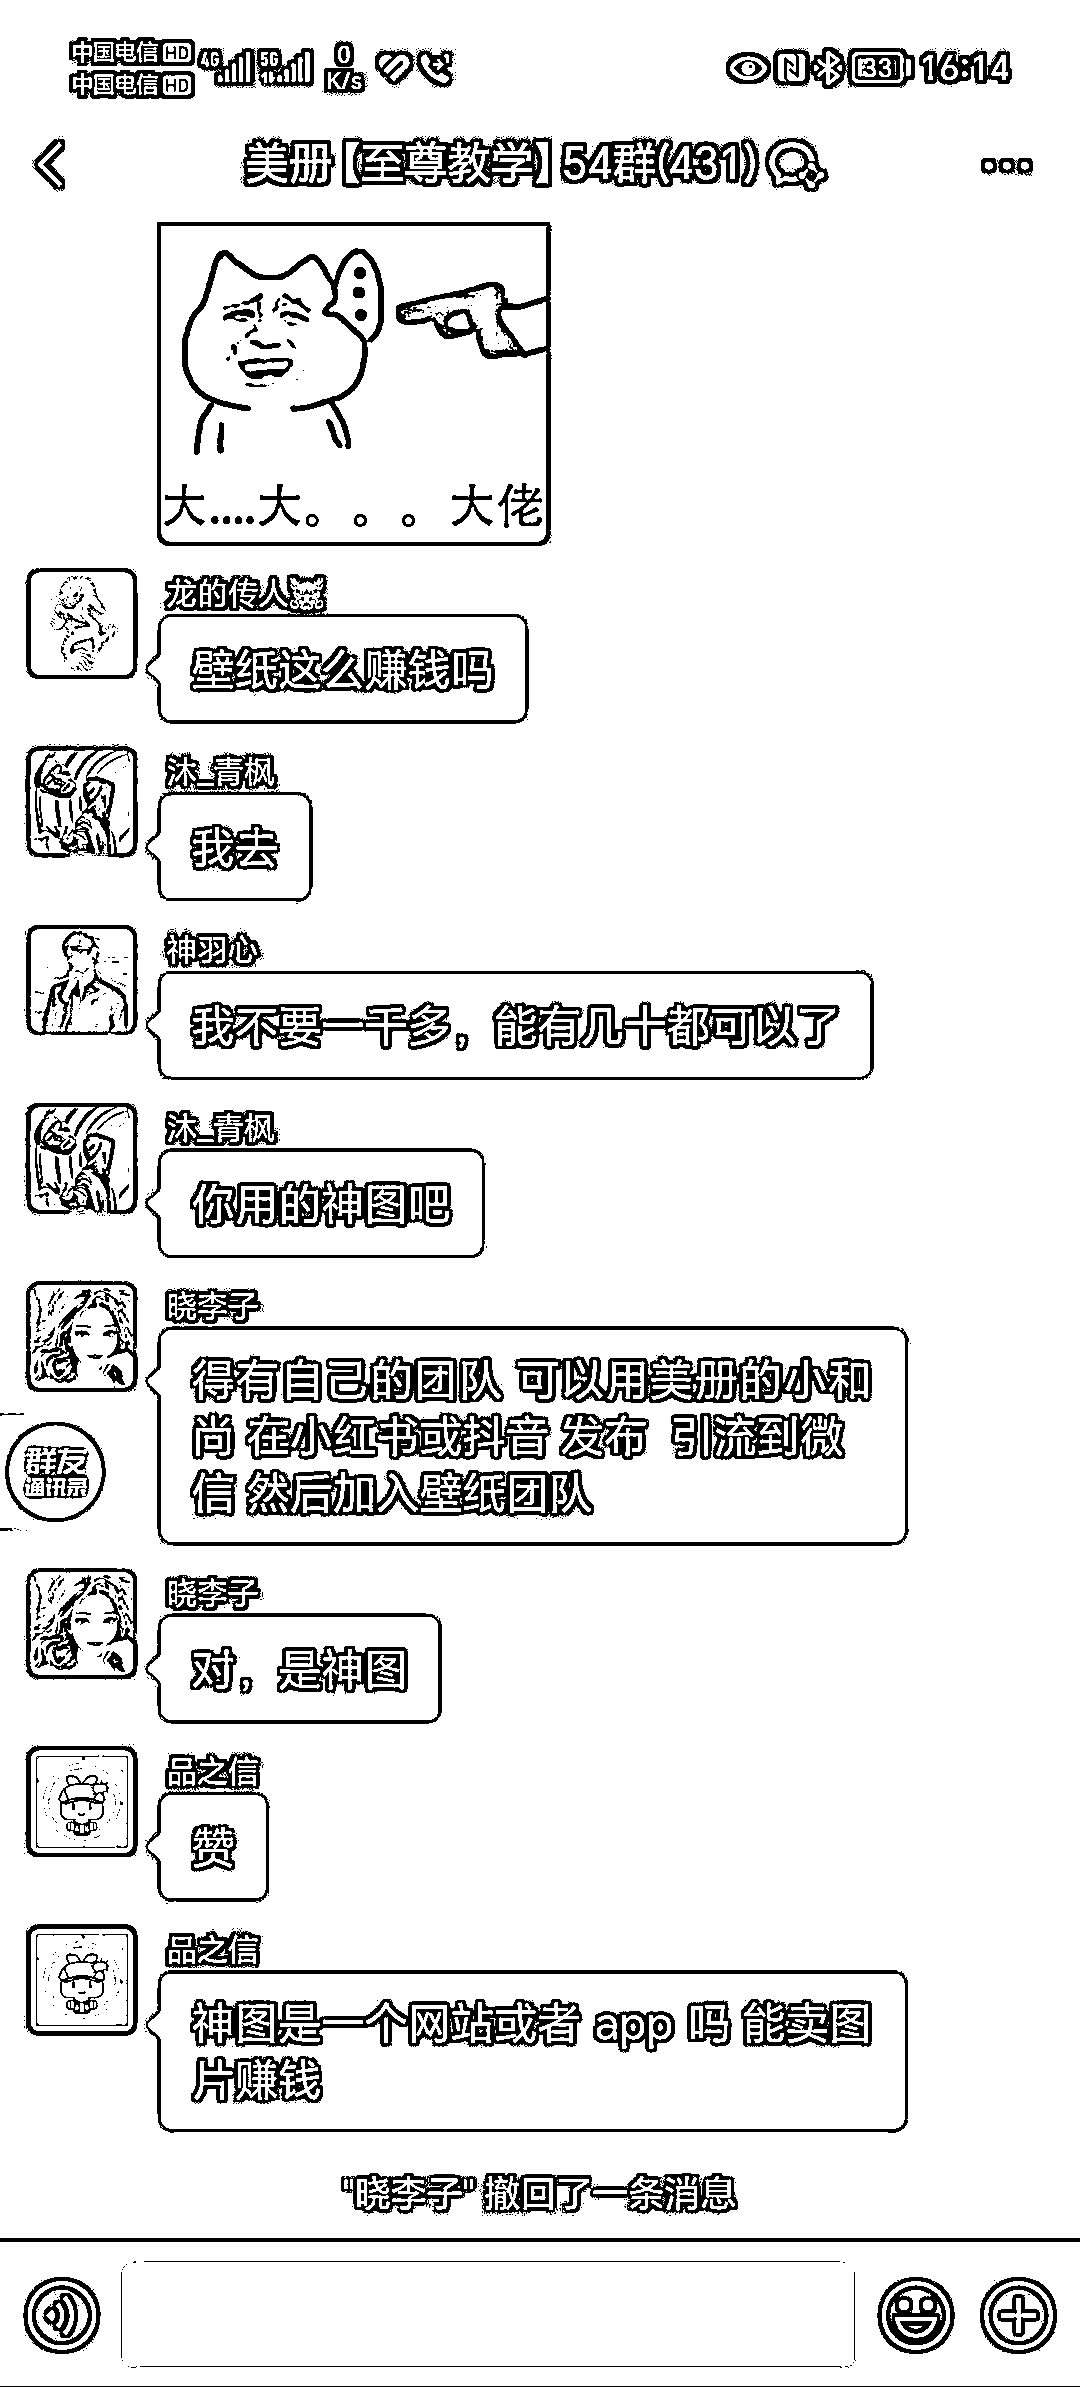 中国电信HD
中国电信HD
4G
5G
0
K/s
33
16:14
美册【至尊教学】54群(431)
大....大。。。大佬
龙的传人
壁纸这么赚钱吗
沐_青枫
我去
神羽心
我不要一千多，能有几十都可以了
沐_青枫
你用的神图吧
晓李子
得有自己的团队 可以用美册的小和
尚 在小红书或抖音 发布 引流到微
信 然后加入壁纸团队
群友
通讯录
晓李子
对，是神图
品之信
赞
品之信
神图是一个网站或者 app 吗 能卖图
片赚钱
"晓李子" 撤回了一条消息